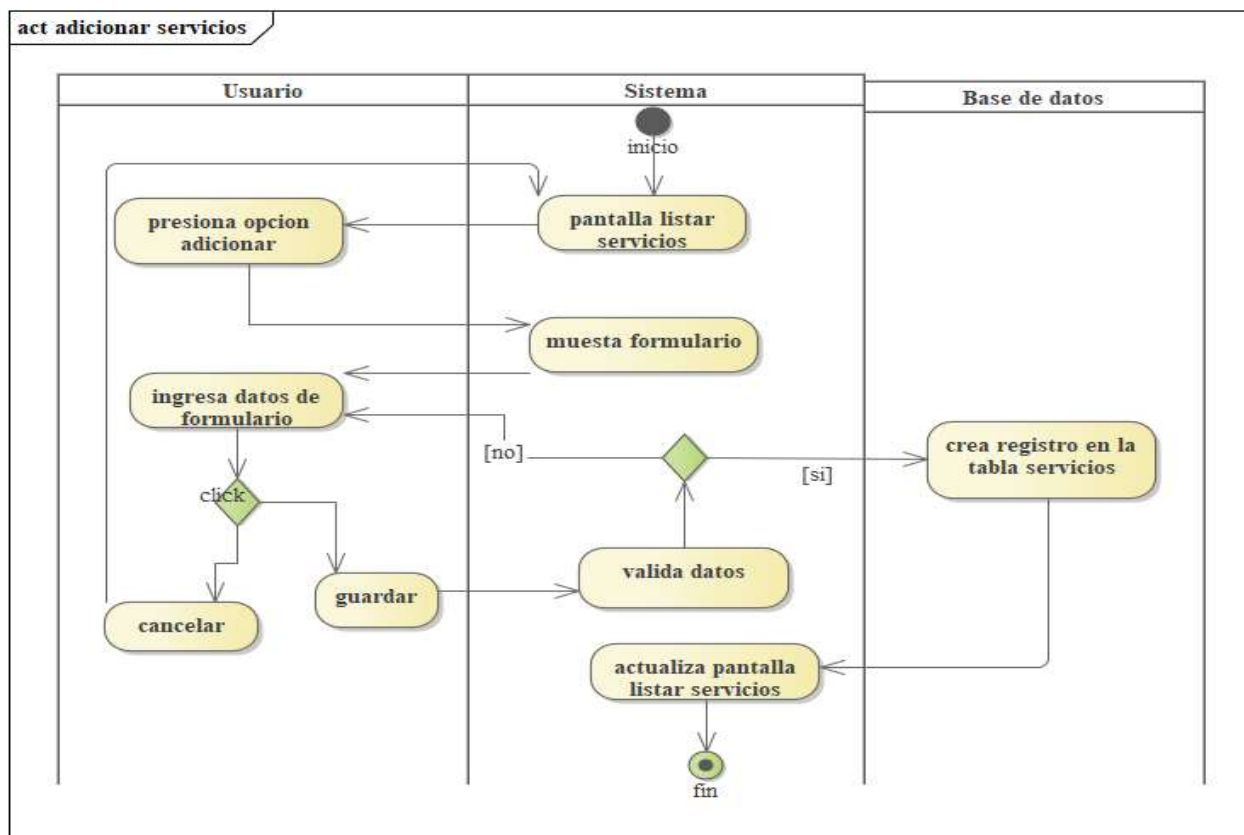 act adicionar servicios
Usuario
Sistema
Base de datos
inicio
presiona opcion
adicionar
pantalla listar
servicios
muesta formulario
ingresa datos de
formulario
[no]
[si]
crea registro en la
tabla servicios
click
valida datos
guardar
cancelar
actualiza pantalla
listar servicios
fin